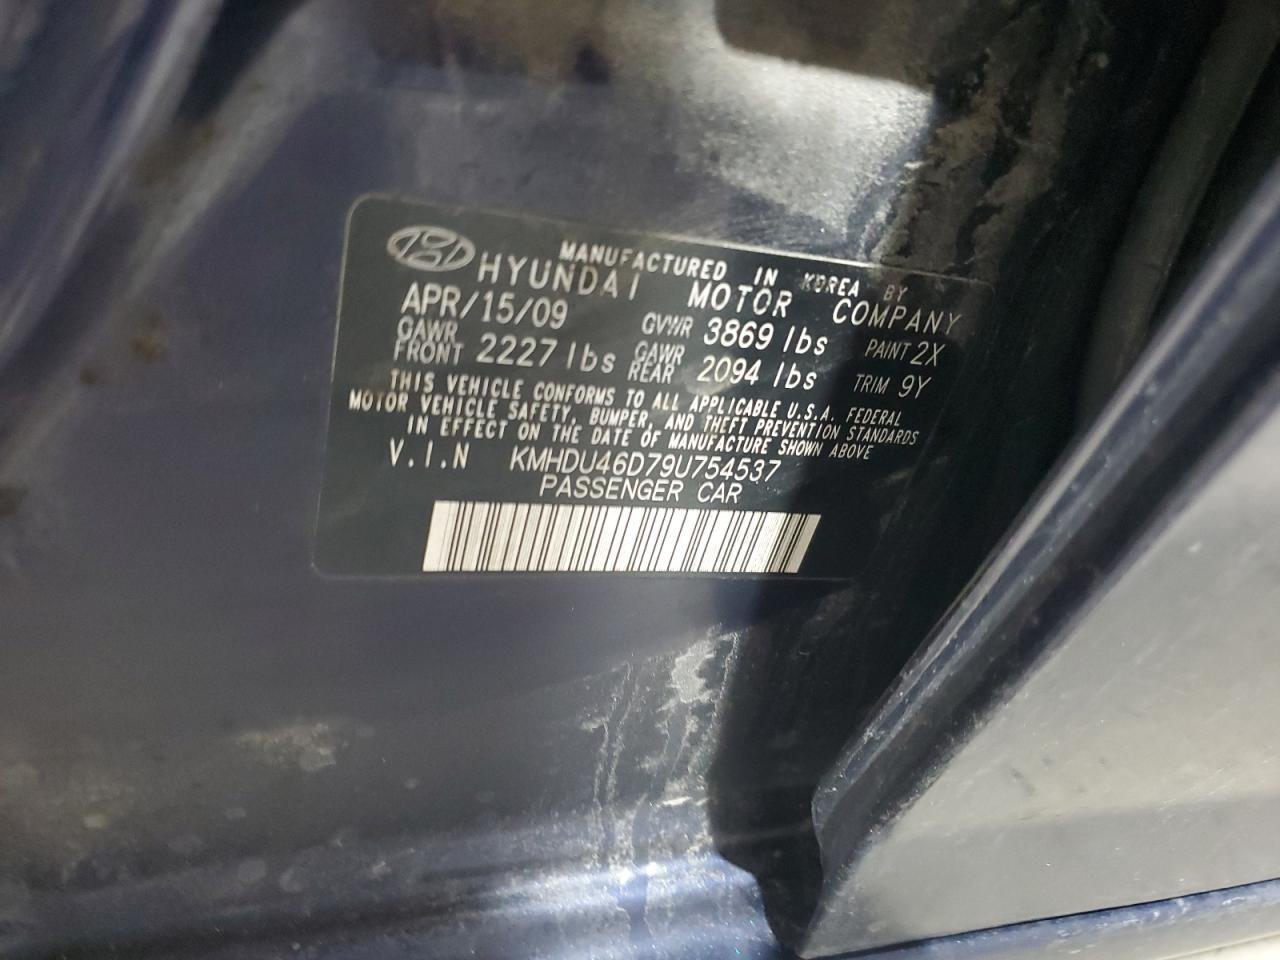 MANUFACTURED IN KOREA BY
HYUNDAI MOTOR COMPANY
APR/15/09 GVWR 3869 lbs PAINT 2X
GAWR FRONT 2227 lbs GAWR REAR 2094 lbs TRIM 9Y
THIS VEHICLE CONFORMS TO ALL APPLICABLE U.S.A. FEDERAL
MOTOR VEHICLE SAFETY, BUMPER, AND THEFT PREVENTION STANDARDS
IN EFFECT ON THE DATE OF MANUFACTURE SHOWN ABOVE
V.I.N KMHDU46D79U754537
PASSENGER CAR